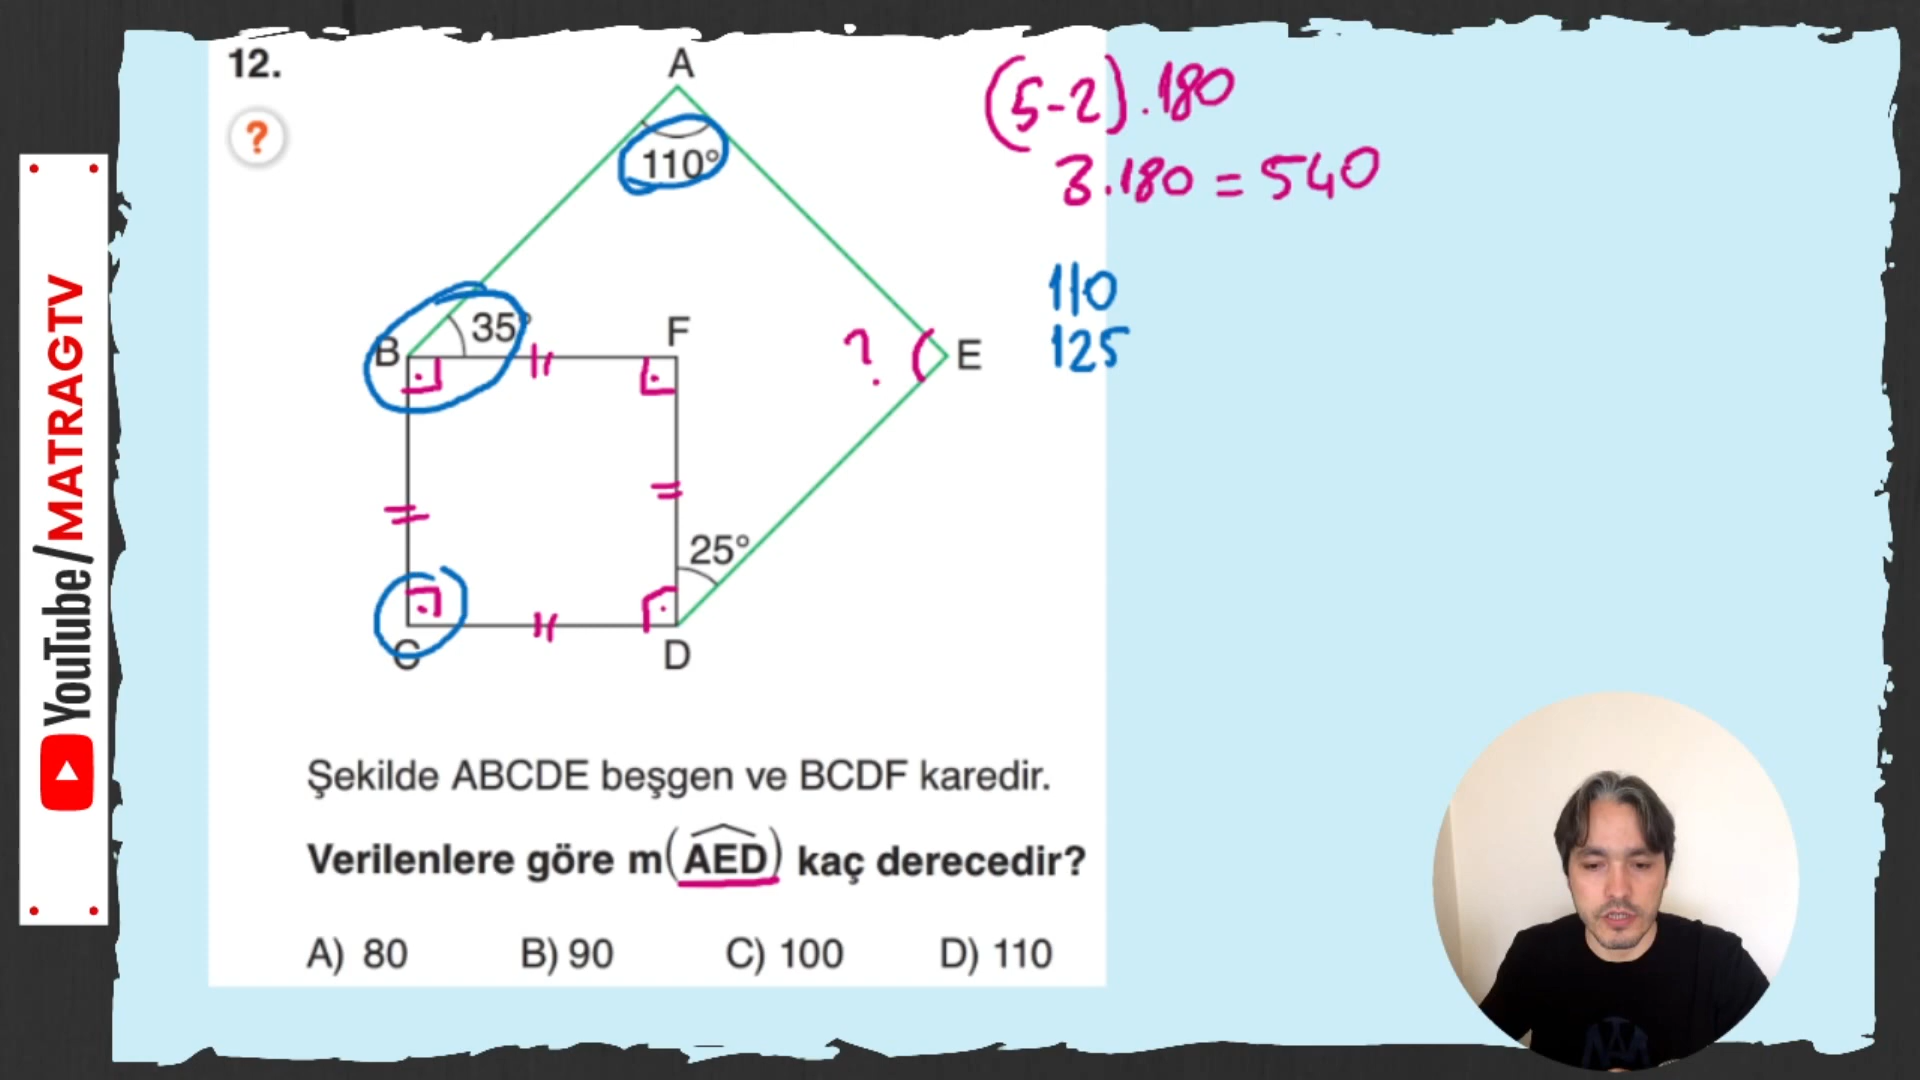 12.
?
A
110°
(5-2).180
3.180=540
110
125
B
35°
F
E
?
25°
C
D
Şekilde ABCDE beşgen ve BCDF karedir.
Verilenlere göre m(AED) kaç derecedir?
A) 80 B) 90 C) 100 D) 110
YouTube/MATRAGTV